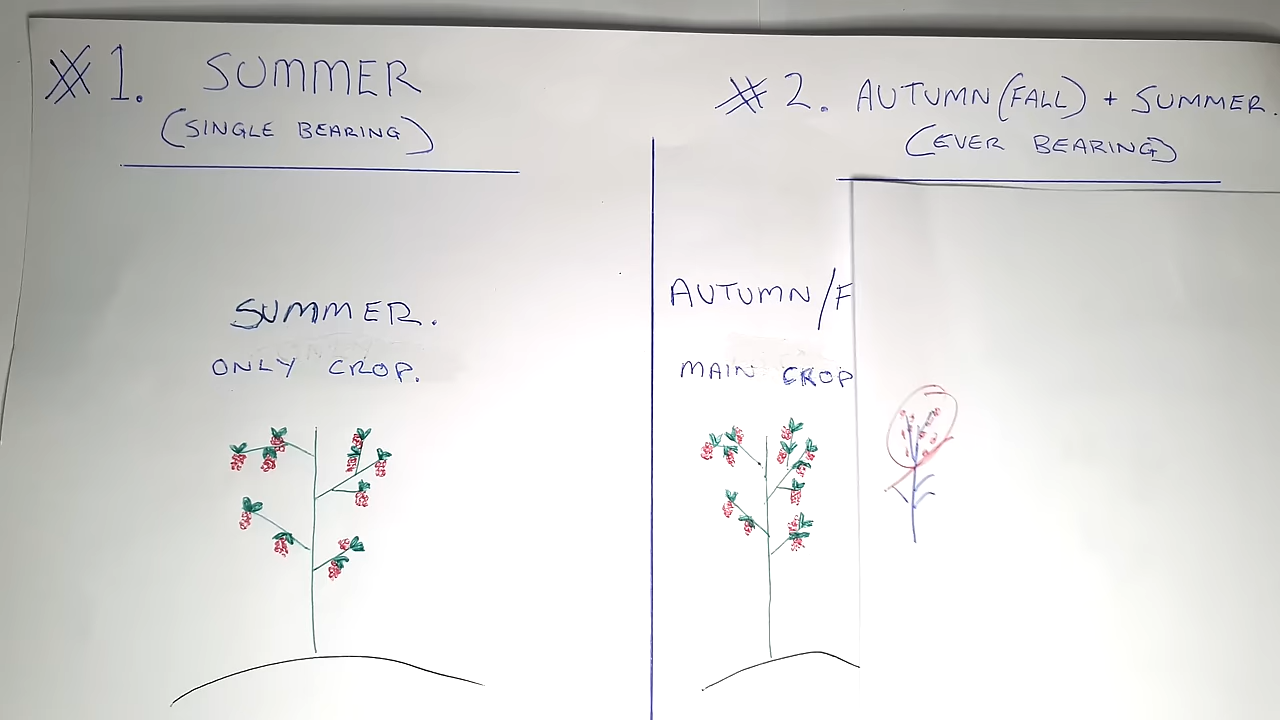 #1. SUMMER
(SINGLE BEARING)
SUMMER.
ONLY CROP.
#2. AUTUMN (FALL) + SUMMER.
(EVER BEARING)
AUTUMN/F
MAIN CROP